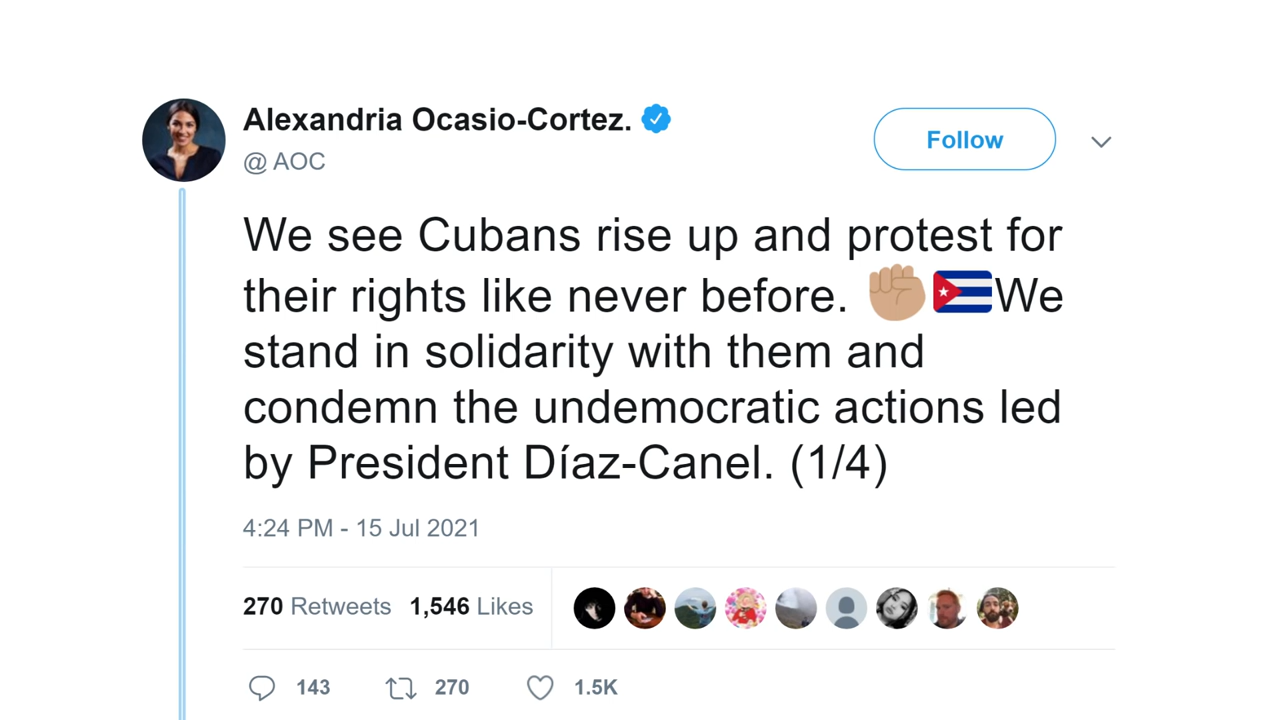 Alexandria Ocasio-Cortez.
@ AOC
Follow
We see Cubans rise up and protest for
their rights like never before. ✊🏽🇨🇺We
stand in solidarity with them and
condemn the undemocratic actions led
by President Díaz-Canel. (1/4)
4:24 PM - 15 Jul 2021
270 Retweets 1,546 Likes
143 270 1.5K